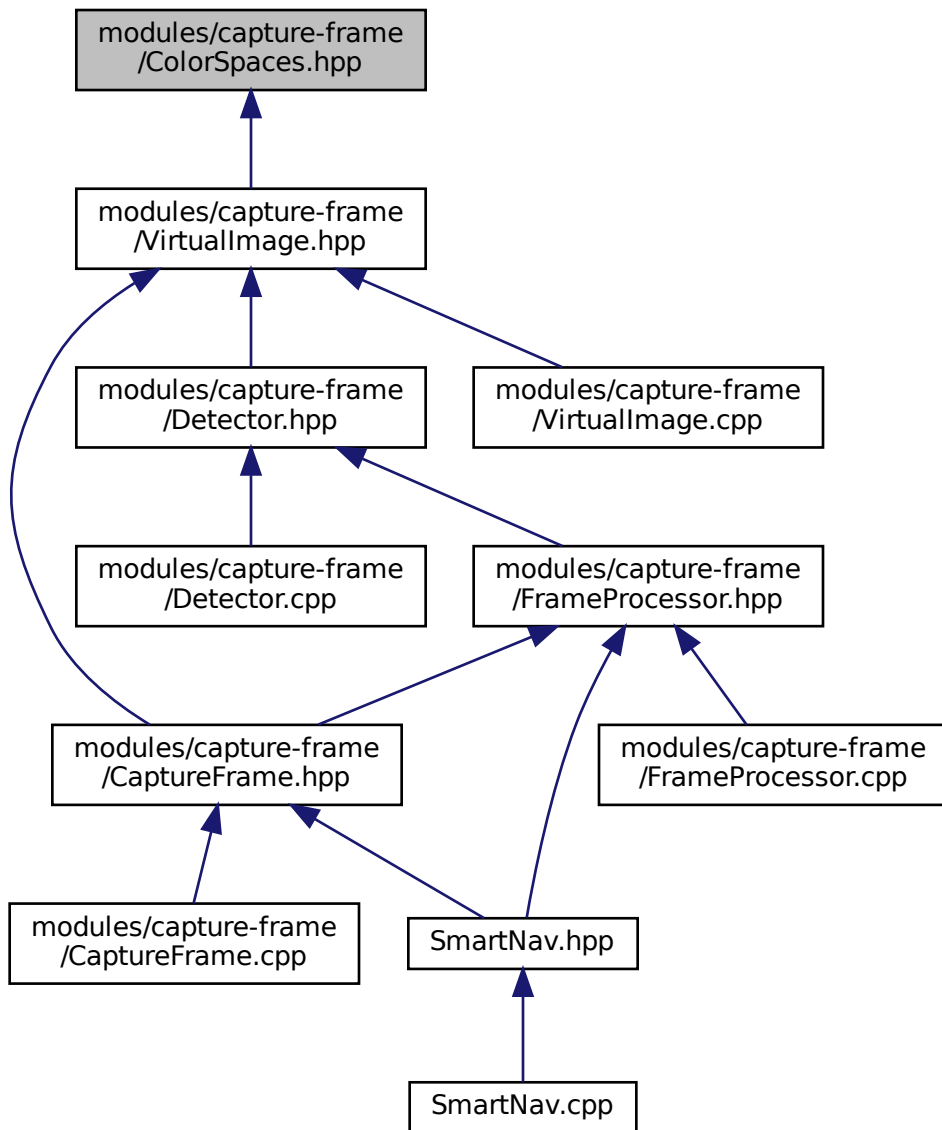 modules/capture-frame
/ColorSpaces.hpp
modules/capture-frame
/VirtualImage.hpp
modules/capture-frame
/Detector.hpp
modules/capture-frame
/VirtualImage.cpp
modules/capture-frame
/Detector.cpp
modules/capture-frame
/FrameProcessor.hpp
modules/capture-frame
/CaptureFrame.hpp
modules/capture-frame
/FrameProcessor.cpp
modules/capture-frame
/CaptureFrame.cpp
SmartNav.hpp
SmartNav.cpp